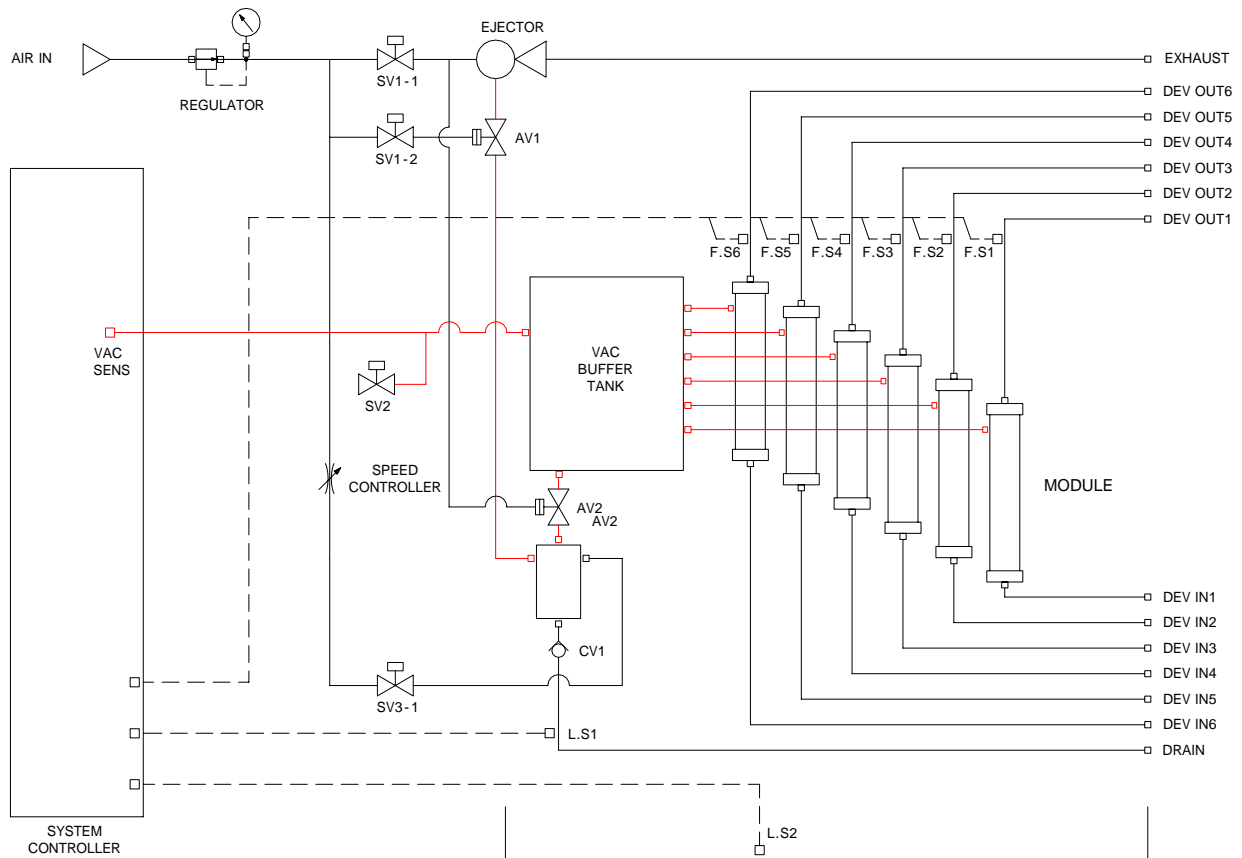 EJECTOR
AIR IN
EXHAUST
SV1-1
REGULATOR
DEV OUT6
DEV OUT5
AV1
SV1-2
DEV OUT4
DEV OUT3
DEV OUT2
DEV OUT1
F.S6
F.S5
F.S4
F.S3
F.S2
F.S1
VAC
SENS
VAC
BUFFER
TANK
SV2
SPEED
CONTROLLER
MODULE
AV2
AV2
DEV IN1
DEV IN2
CV1
DEV IN3
DEV IN4
SV3-1
DEV IN5
DEV IN6
L.S1
DRAIN
L.S2
SYSTEM
CONTROLLER